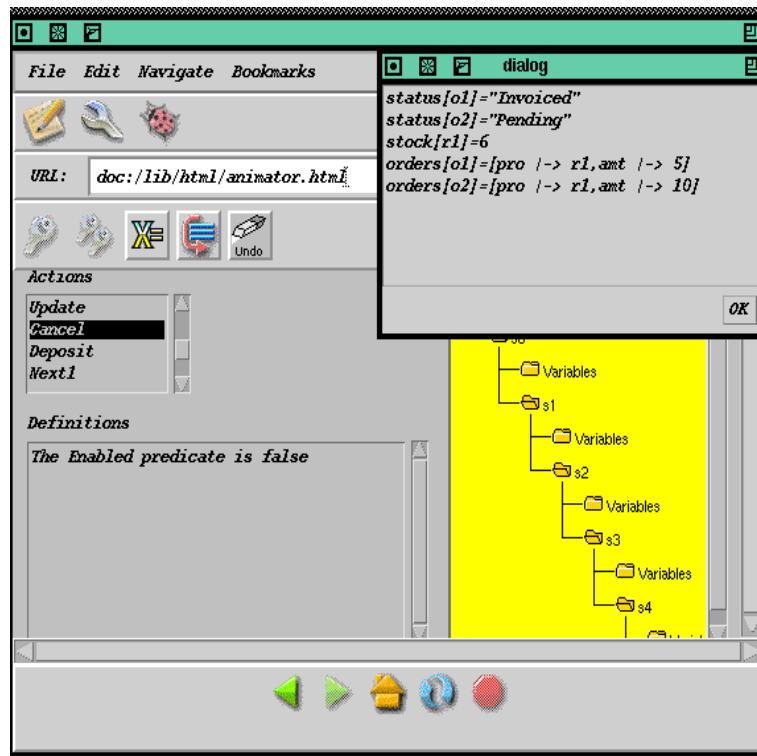 File Edit Navigate Bookmarks
URL: doc:/lib/html/animator.html
Undo
Actions
Update
Cancel
Deposit
Next1
Definitions
The Enabled predicate is false
dialog
status[o1]="Invoiced"
status[o2]="Pending"
stock[r1]=6
orders[o1]=[pro |-> r1,amt |-> 5]
orders[o2]=[pro |-> r1,amt |-> 10]
OK
Variables
s1
Variables
s2
Variables
s3
Variables
s4